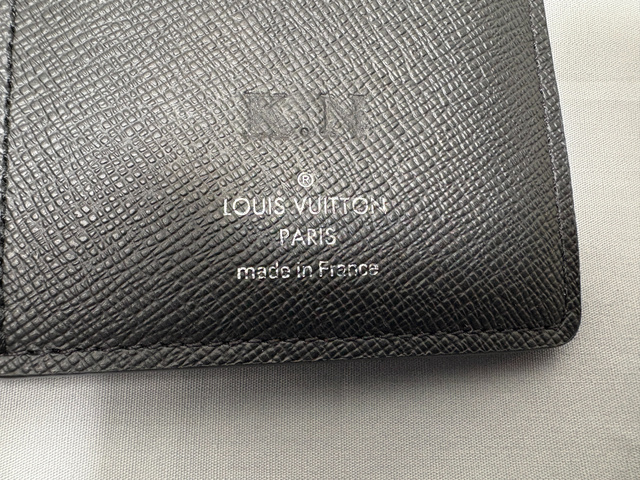 K.N
®
LOUIS VUITTON
PARIS
made in France